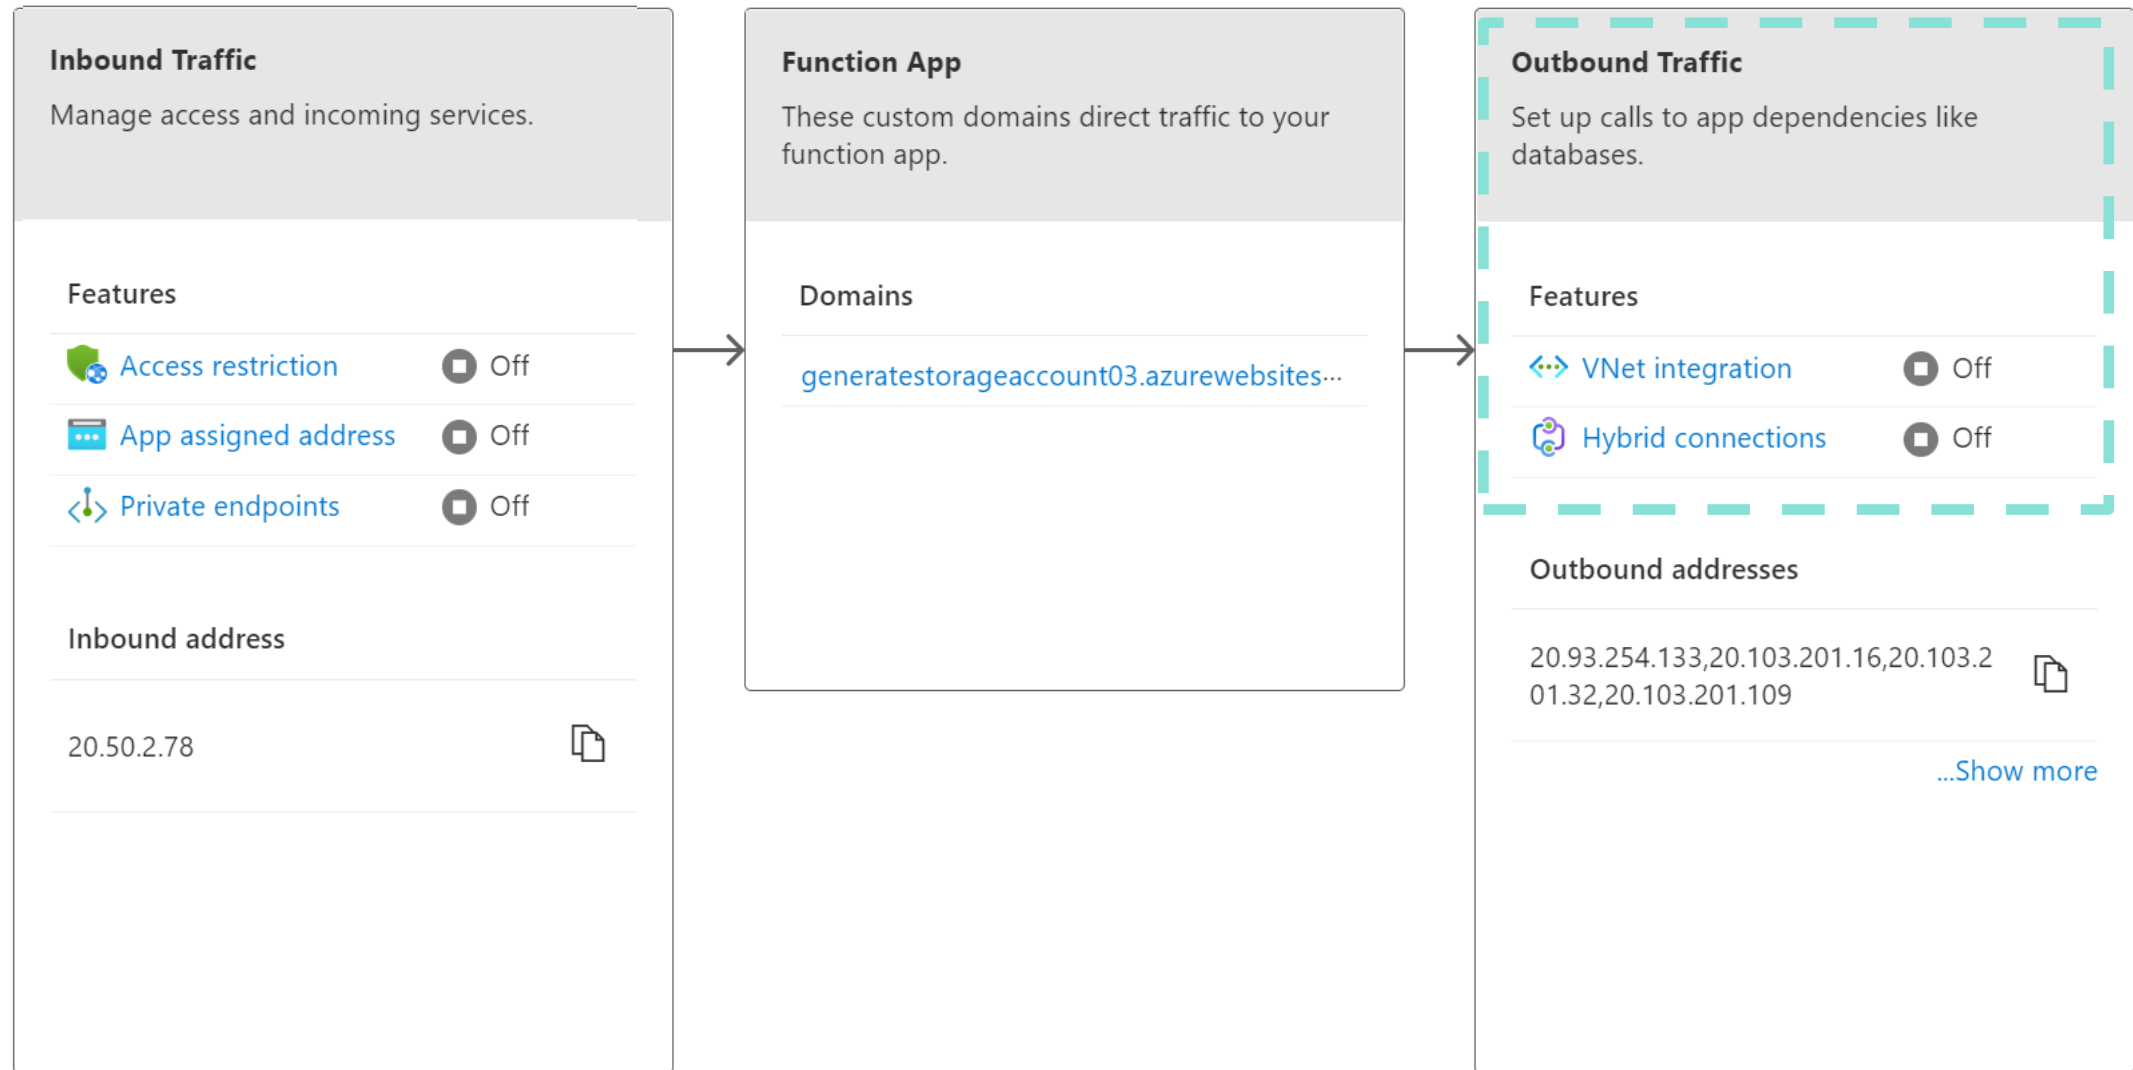 Inbound Traffic
Manage access and incoming services.
Features
Access restriction Off
App assigned address Off
Private endpoints Off
Inbound address
20.50.2.78
Function App
These custom domains direct traffic to your
function app.
Domains
generatestorageaccount03.azurewebsites···
Outbound Traffic
Set up calls to app dependencies like
databases.
Features
VNet integration Off
Hybrid connections Off
Outbound addresses
20.93.254.133,20.103.201.16,20.103.2
01.32,20.103.201.109
...Show more